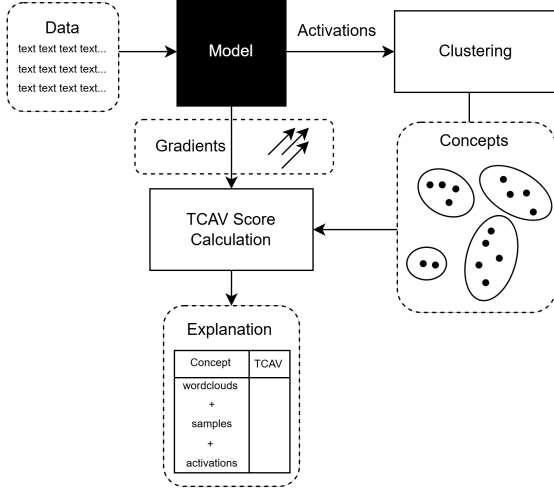 Data
text text text text...
text text text text...
text text text text...
Model
Activations
Clustering
Gradients
Concepts
TCAV Score
Calculation
Explanation
Concept TCAV
wordclouds
+
samples
+
activations